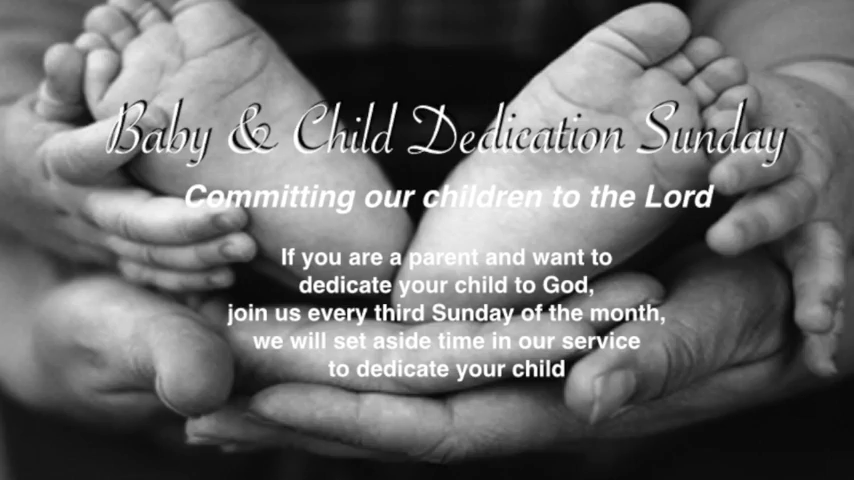 Baby & Child Dedication Sunday
Committing our children to the Lord
If you are a parent and want to
dedicate your child to God,
join us every third Sunday of the month,
we will set aside time in our service
to dedicate your child